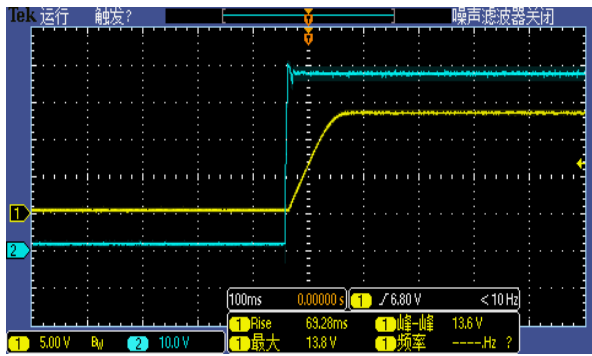 Tek 运行 触发? 噪声滤波器关闭
1
2
100ms 0.00000 s 1 6.80 V < 10 Hz
1 Rise 69.28ms 1 峰-峰 13.6 V
1 5.00 V BW 2 10.0 V 1 最大 13.8 V 1 频率 ----.Hz ?